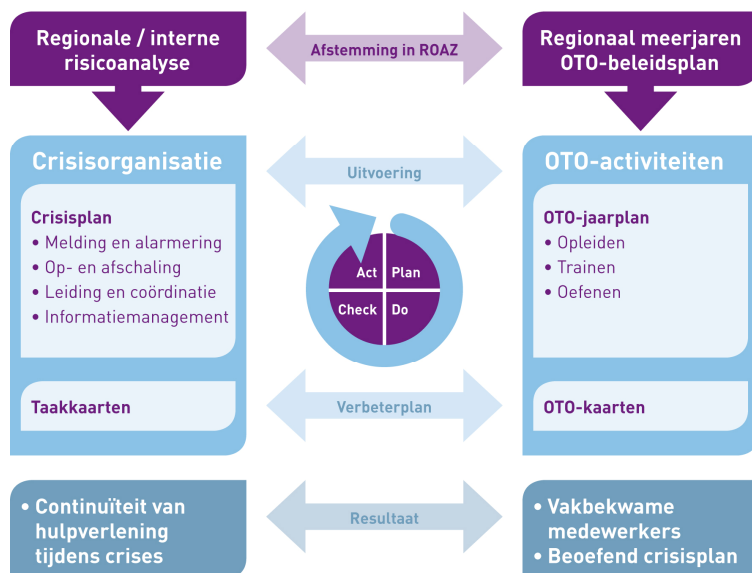 Regionale / interne
risicoanalyse
Afstemming in ROAZ
Regionaal meerjaren
OTO-beleidsplan
Crisisorganisatie
Uitvoering
OTO-activiteiten
Crisisplan
• Melding en alarmering
• Op- en afschaling
• Leiding en coördinatie
• Informatiemanagement
Act
Plan
Check
Do
OTO-jaarplan
• Opleiden
• Trainen
• Oefenen
Taakkaarten
Verbeterplan
OTO-kaarten
• Continuïteit van
hulpverlening
tijdens crises
Resultaat
• Vakbekwame
medewerkers
• Beoefend crisisplan